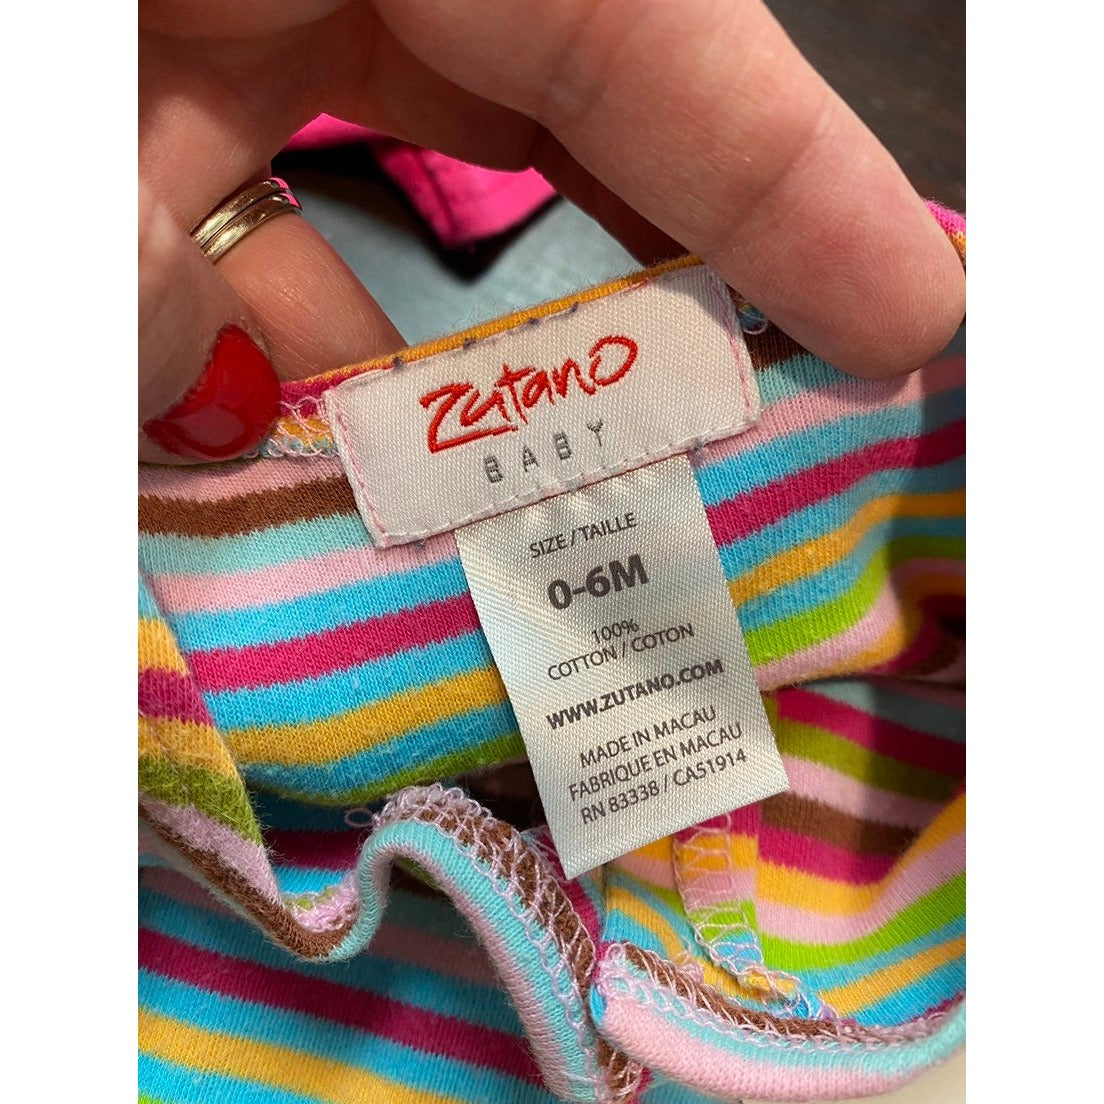 Zutano
BABY
SIZE / TAILLE
0-6M
100%
COTTON / COTON
WWW.ZUTANO.COM
MADE IN MACAU
FABRIQUE EN MACAU
RN 83338 / CA51914